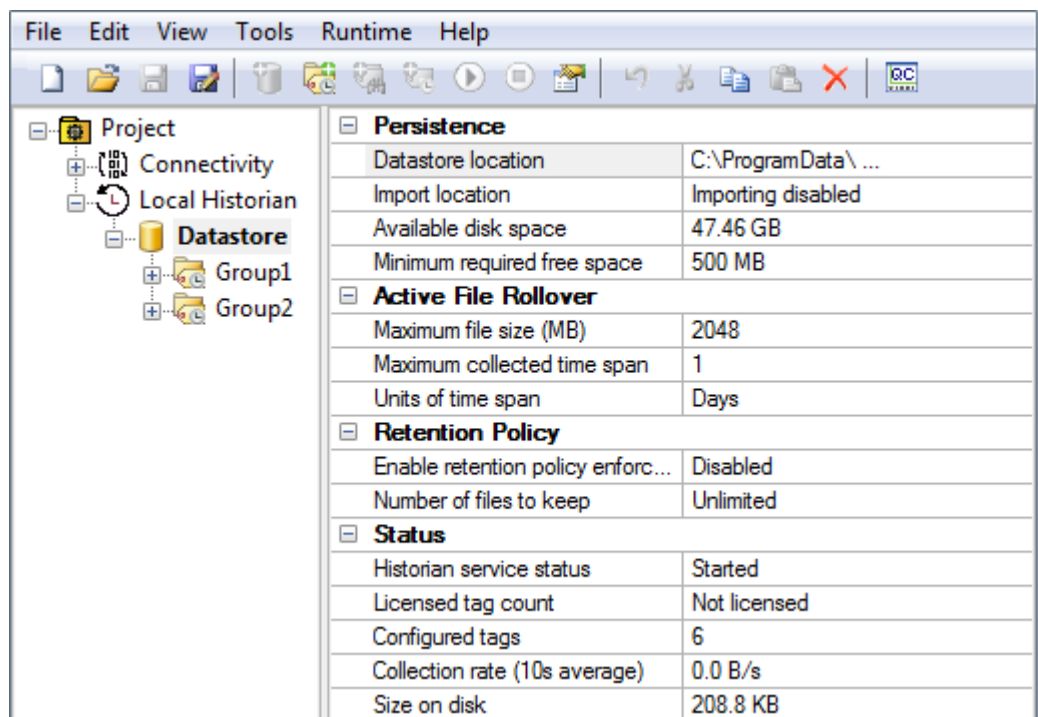 File Edit View Tools Runtime Help
QC
Project
Connectivity
Local Historian
Datastore
Group1
Group2
Persistence
Datastore location C:\ProgramData\ ...
Import location Importing disabled
Available disk space 47.46 GB
Minimum required free space 500 MB
Active File Rollover
Maximum file size (MB) 2048
Maximum collected time span 1
Units of time span Days
Retention Policy
Enable retention policy enforc... Disabled
Number of files to keep Unlimited
Status
Historian service status Started
Licensed tag count Not licensed
Configured tags 6
Collection rate (10s average) 0.0 B/s
Size on disk 208.8 KB